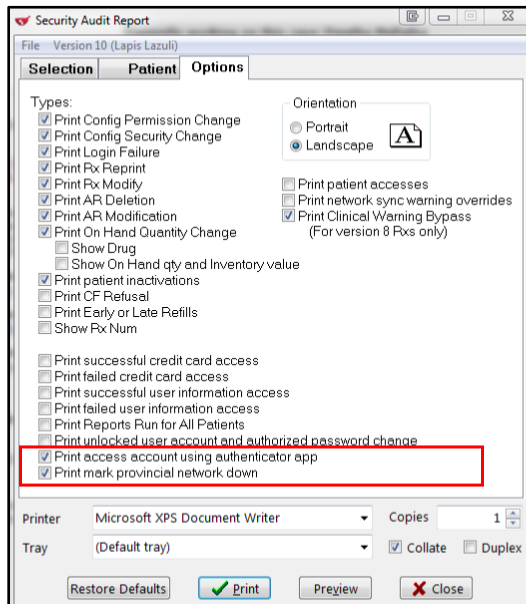 Security Audit Report
File Version 10 (Lapis Lazuli)
Selection Patient Options
Types:
Print Config Permission Change
Print Config Security Change
Print Login Failure
Print Rx Reprint
Print Rx Modify
Print AR Deletion
Print AR Modification
Print On Hand Quantity Change
Show Drug
Show On Hand qty and Inventory value
Print patient inactivations
Print CF Refusal
Print Early or Late Refills
Show Rx Num
Orientation
Portrait
Landscape
A
Print patient accesses
Print network sync warning overrides
Print Clinical Warning Bypass
(For version 8 Rxs only)
Print successful credit card access
Print failed credit card access
Print successful user information access
Print failed user information access
Print Reports Run for All Patients
Print unlocked user account and authorized password change
Print access account using authenticator app
Print mark provincial network down
Printer Microsoft XPS Document Writer Copies 1
Tray (Default tray) Collate Duplex
Restore Defaults Print Preview Close